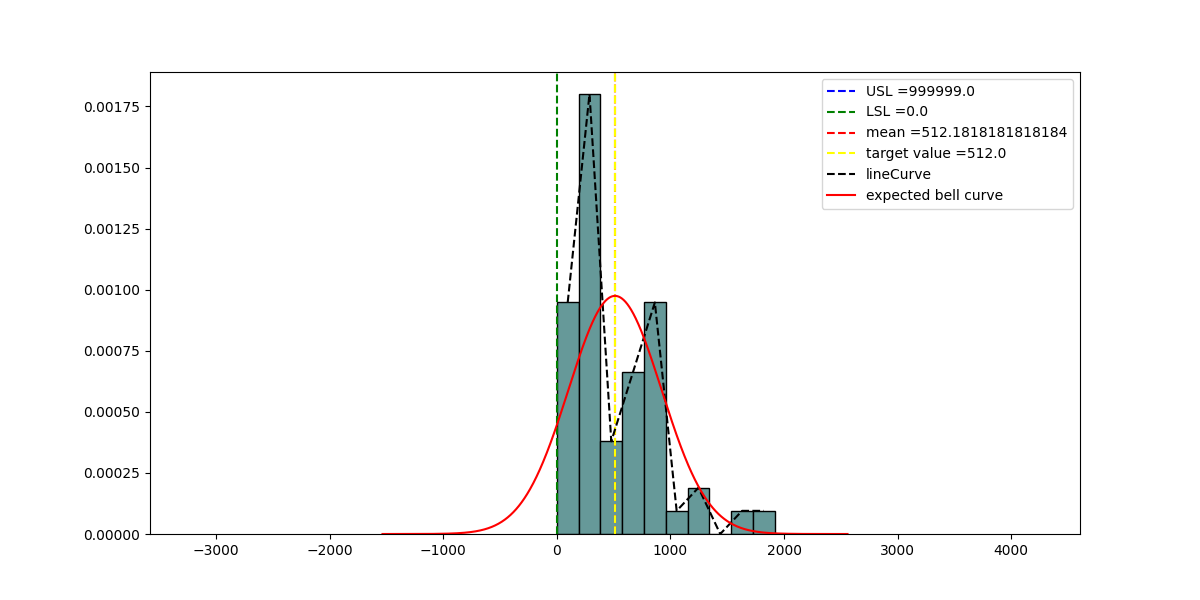 0.00175
0.00150
0.00125
0.00100
0.00075
0.00050
0.00025
0.00000
−3000 −2000 −1000 0 1000 2000 3000 4000
USL =999999.0
LSL =0.0
mean =512.1818181818184
target value =512.0
lineCurve
expected bell curve